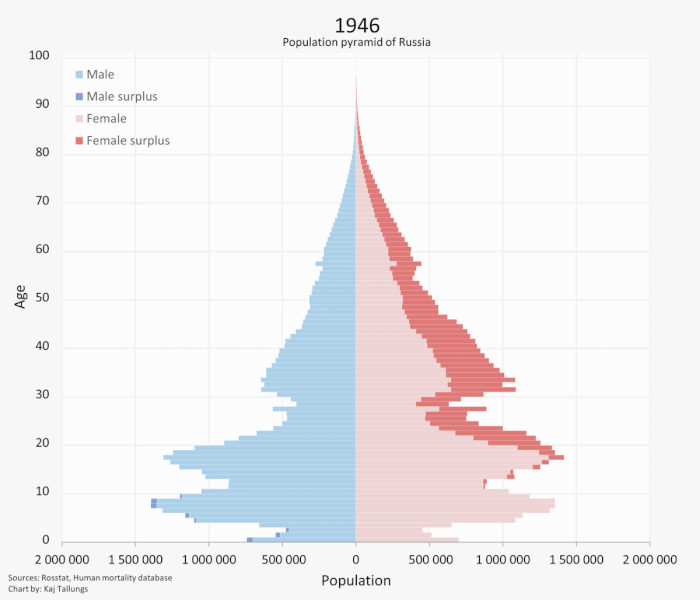 1946
Population pyramid of Russia
Male
Male surplus
Female
Female surplus
100
90
80
70
60
50
40
30
20
10
0
Age
2 000 000 1 500 000 1 000 000 500 000 0 500 000 1 000 000 1 500 000 2 000 000
Population
Sources: Rosstat, Human mortality database
Chart by: Kaj Tallungs